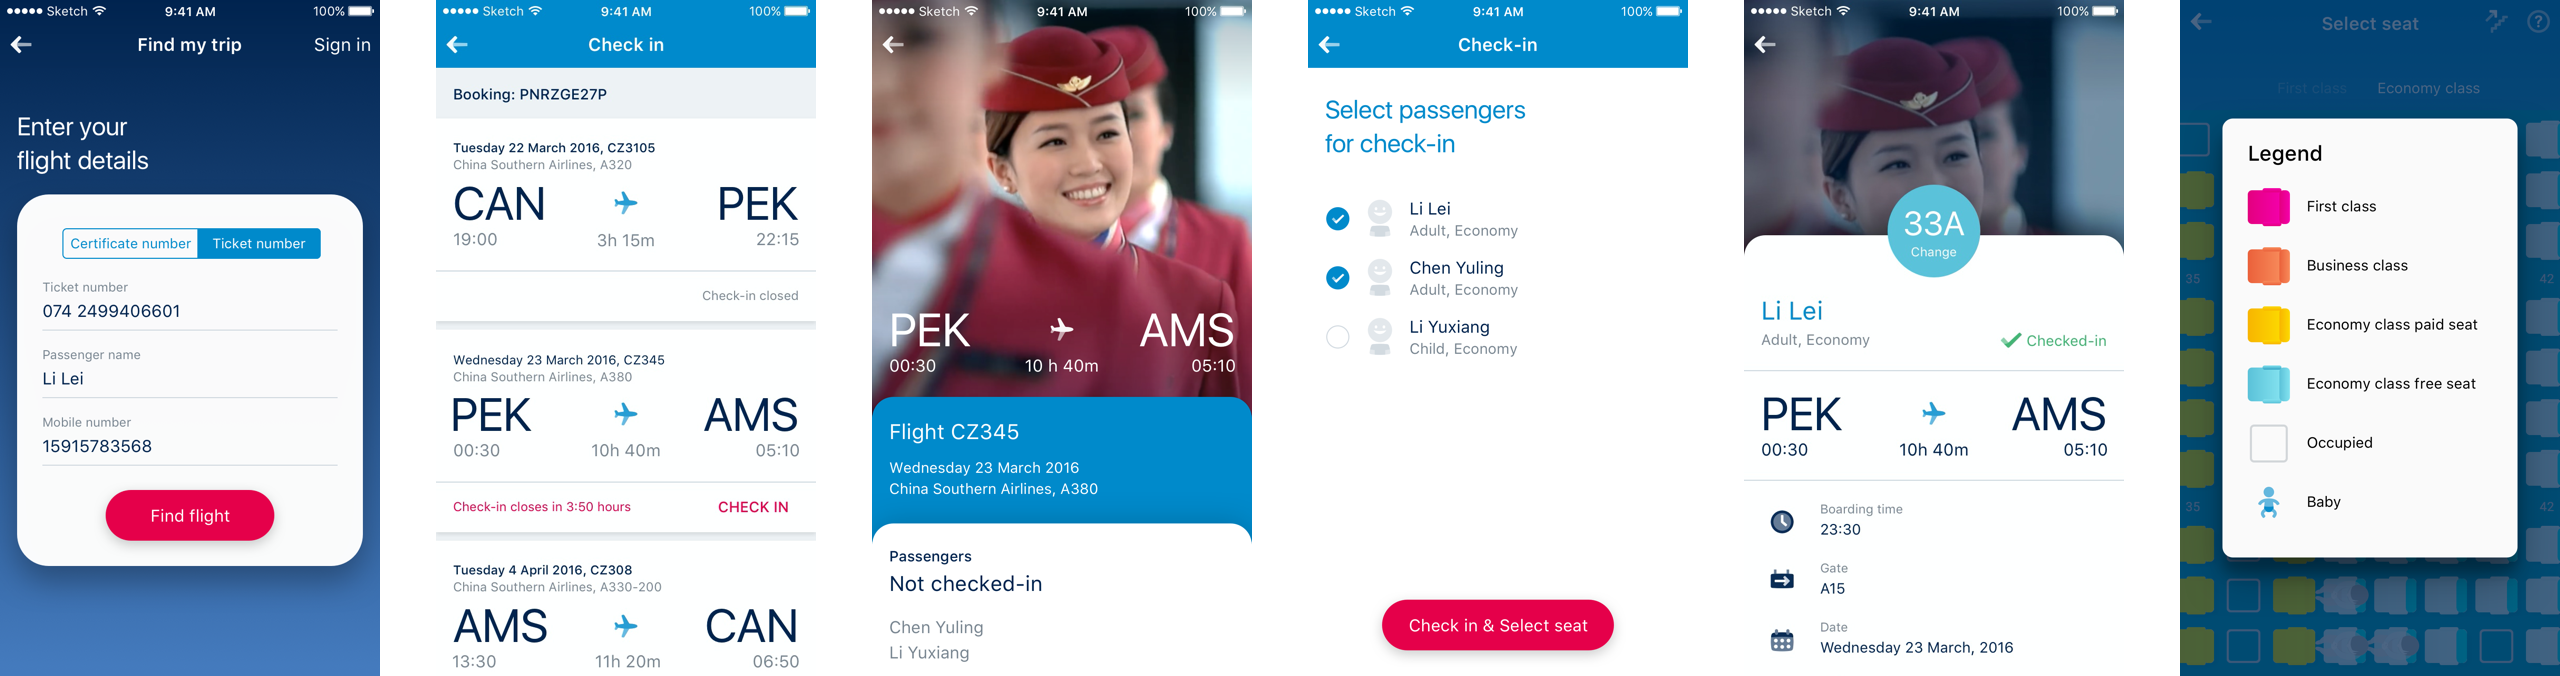 Sketch 9:41 AM 100%
Find my trip Sign in
Enter your
flight details
Certificate number Ticket number
Ticket number
074 2499406601
Passenger name
Li Lei
Mobile number
15915783568
Find flight
Sketch 9:41 AM 100%
Check in
Booking: PNRZGE27P
Tuesday 22 March 2016, CZ3105
China Southern Airlines, A320
CAN PEK
19:00 3h 15m 22:15
Check-in closed
Wednesday 23 March 2016, CZ345
China Southern Airlines, A380
PEK AMS
00:30 10h 40m 05:10
Check-in closes in 3:50 hours CHECK IN
Tuesday 4 April 2016, CZ308
China Southern Airlines, A330-200
AMS CAN
13:30 11h 20m 06:50
Sketch 9:41 AM 100%
PEK AMS
00:30 10 h 40m 05:10
Flight CZ345
Wednesday 23 March 2016
China Southern Airlines, A380
Passengers
Not checked-in
Chen Yuling
Li Yuxiang
Sketch 9:41 AM 100%
Check-in
Select passengers
for check-in
Li Lei
Adult, Economy
Chen Yuling
Adult, Economy
Li Yuxiang
Child, Economy
Check in & Select seat
Sketch 9:41 AM 100%
33A
Change
Li Lei
Adult, Economy Checked-in
PEK AMS
00:30 10h 40m 05:10
Boarding time
23:30
Gate
A15
Date
Wednesday 23 March, 2016
Select seat ?
First class Economy class
Legend
First class
Business class
35 42
Economy class paid seat
Economy class free seat
Occupied
Baby
35 42